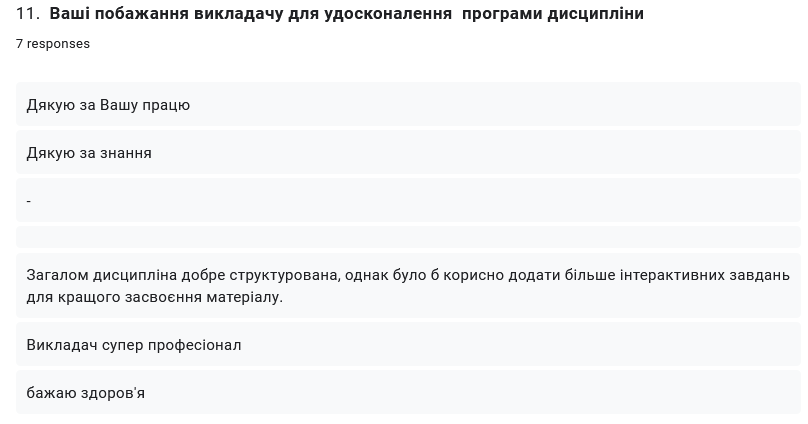 11. Ваші побажання викладачу для удосконалення програми дисципліни
7 responses
Дякую за Вашу працю
Дякую за знання
-
Загалом дисципліна добре структурована, однак було б корисно додати більше інтерактивних завдань
для кращого засвоєння матеріалу.
Викладач супер професіонал
бажаю здоров'я